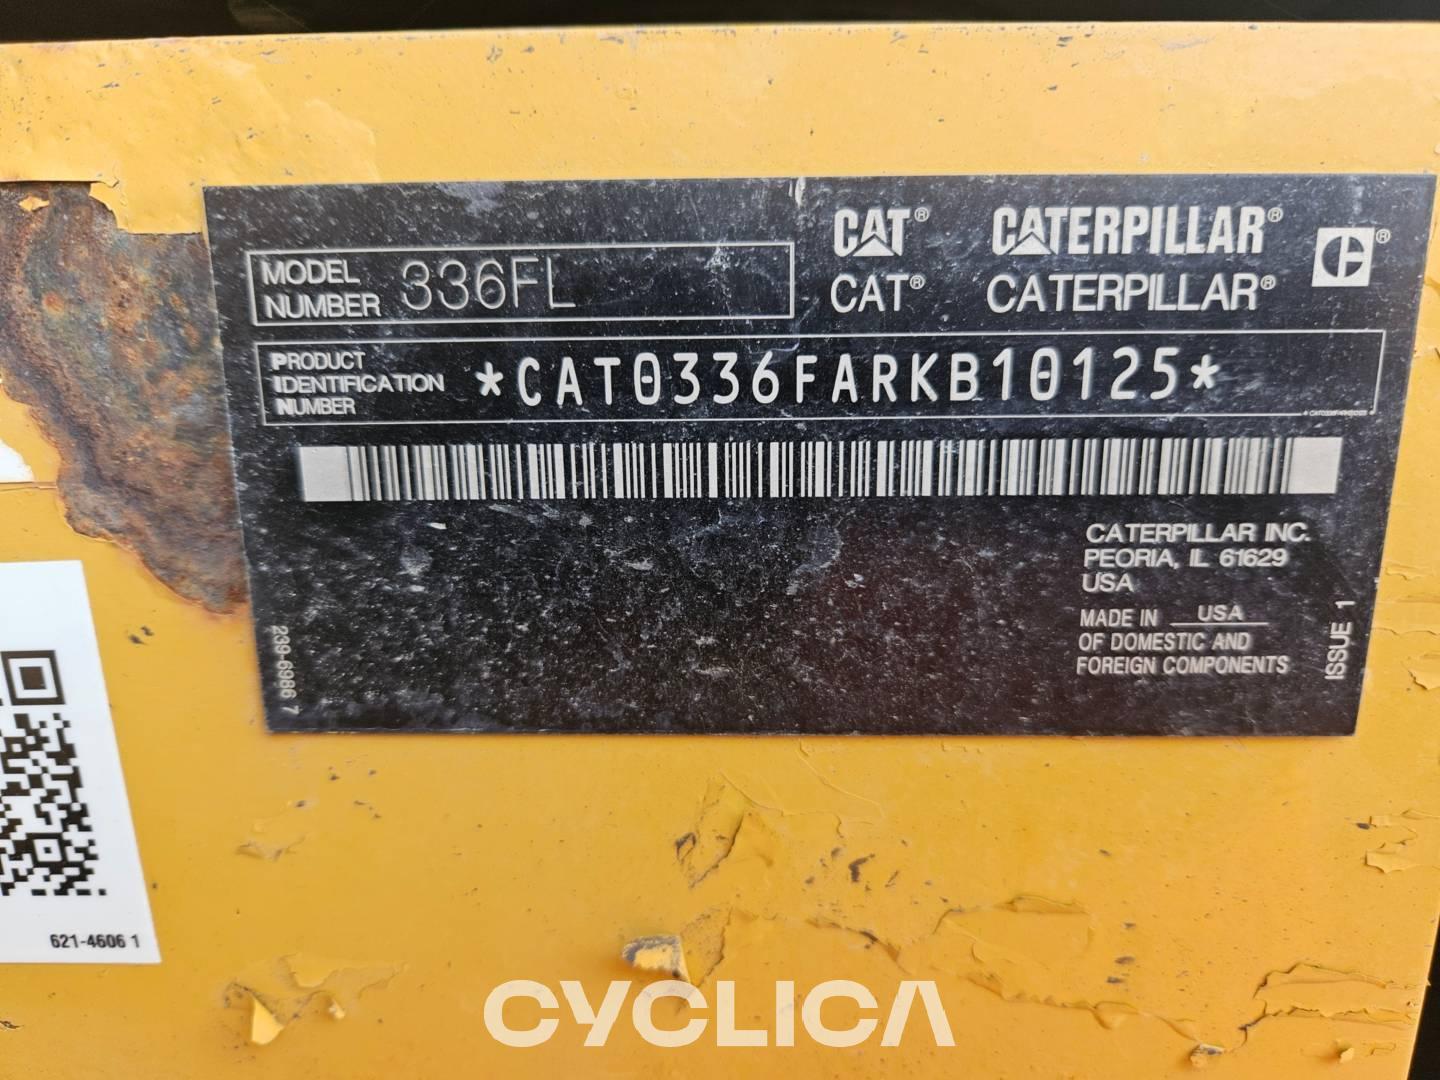 CAT® CATERPILLAR®
CAT® CATERPILLAR®
MODEL NUMBER 336FL
PRODUCT IDENTIFICATION NUMBER *CAT0336FARKB10125*
CATERPILLAR INC.
PEORIA, IL 61629
USA
MADE IN USA
OF DOMESTIC AND
FOREIGN COMPONENTS
ISSUE 1
239-6986 7
621-4606 1
CYCLICA